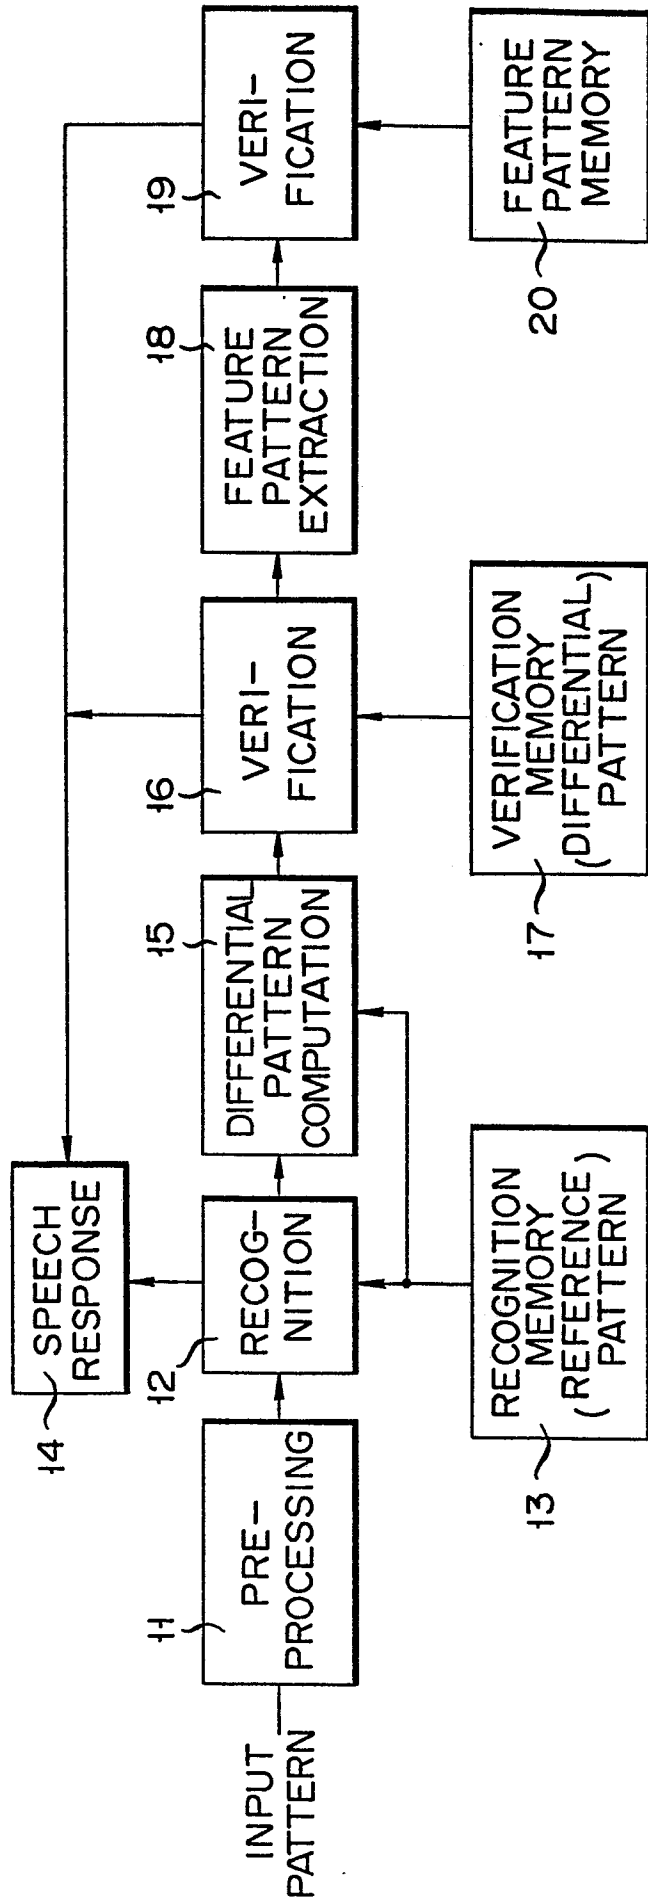 14
SPEECH
RESPONSE
INPUT
PATTERN
11
PRE-
PROCESSING
12
RECOG-
NITION
15
DIFFERENTIAL
PATTERN
COMPUTATION
16
VERI-
FICATION
18
FEATURE
PATTERN
EXTRACTION
19
VERI-
FICATION
13
RECOGNITION
MEMORY
(REFERENCE)
PATTERN
17
VERIFICATION
MEMORY
(DIFFERENTIAL)
PATTERN
20
FEATURE
PATTERN
MEMORY